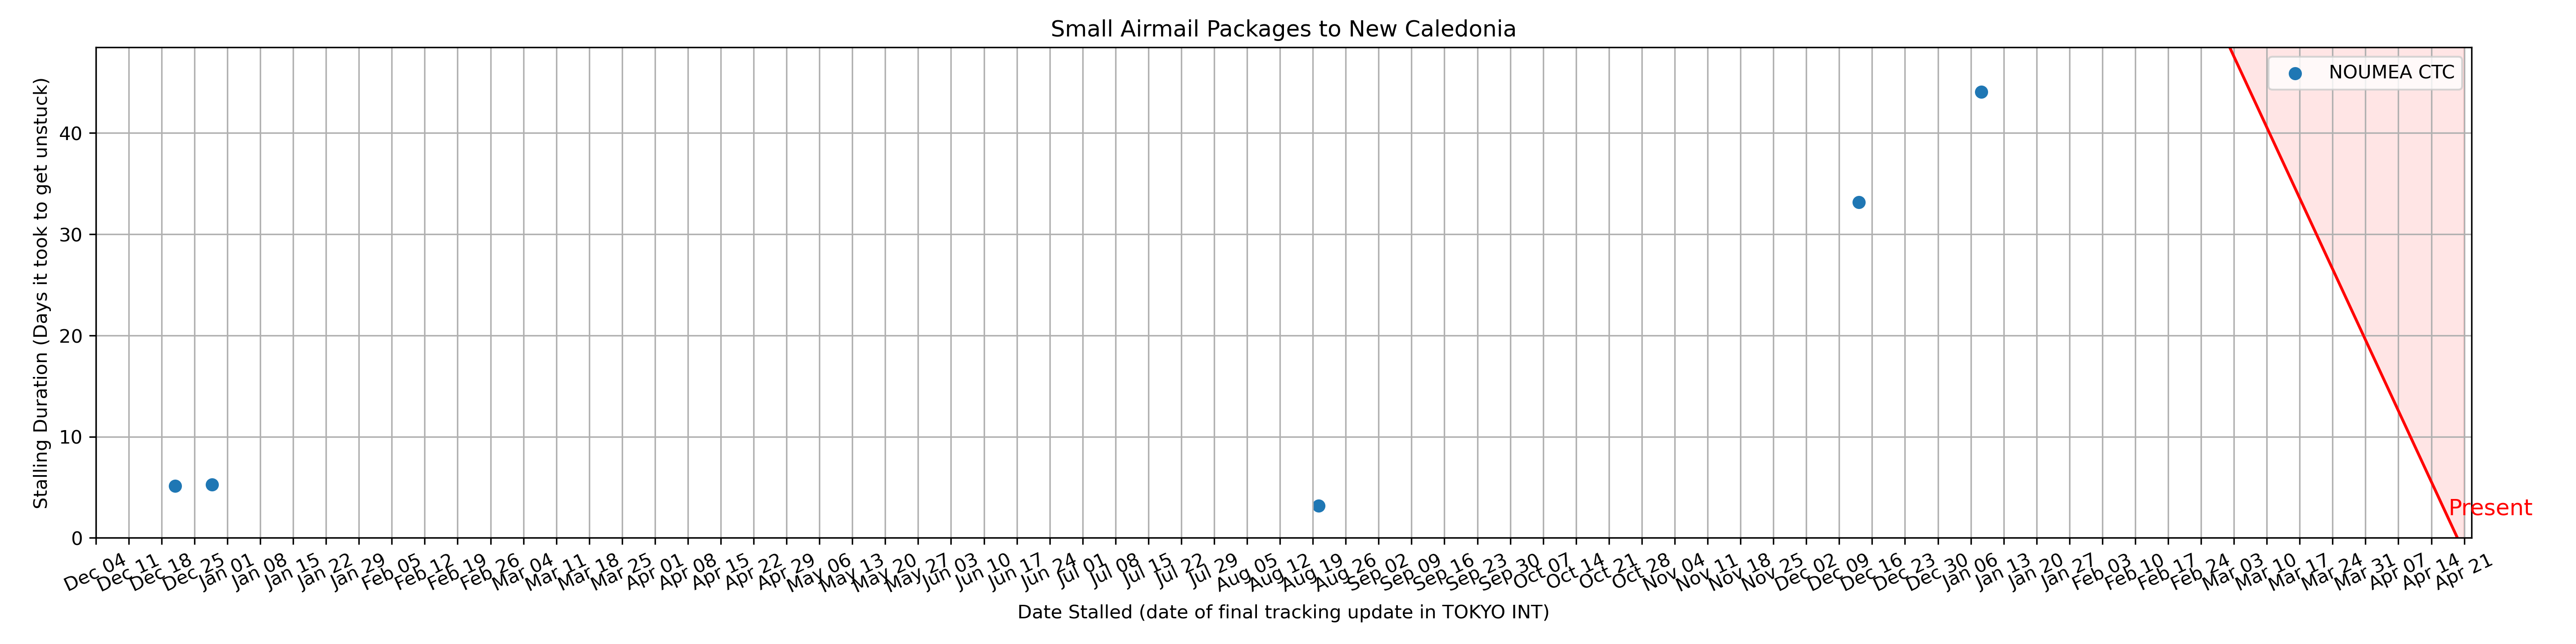 Small Airmail Packages to New Caledonia
Stalling Duration (Days it took to get unstuck)
40
30
20
10
0
NOUMEA CTC
Present
Dec 04
Dec 11
Dec 18
Dec 25
Jan 01
Jan 08
Jan 15
Jan 22
Jan 29
Feb 05
Feb 12
Feb 19
Feb 26
Mar 04
Mar 11
Mar 18
Mar 25
Apr 01
Apr 08
Apr 15
Apr 22
Apr 29
May 06
May 13
May 20
May 27
Jun 03
Jun 10
Jun 17
Jun 24
Jul 01
Jul 08
Jul 15
Jul 22
Jul 29
Aug 05
Aug 12
Aug 19
Aug 26
Sep 02
Sep 09
Sep 16
Sep 23
Sep 30
Oct 07
Oct 14
Oct 21
Oct 28
Nov 04
Nov 11
Nov 18
Nov 25
Dec 02
Dec 09
Dec 16
Dec 23
Dec 30
Jan 06
Jan 13
Jan 20
Jan 27
Feb 03
Feb 10
Feb 17
Feb 24
Mar 03
Mar 10
Mar 17
Mar 24
Mar 31
Apr 07
Apr 14
Apr 21
Date Stalled (date of final tracking update in TOKYO INT)